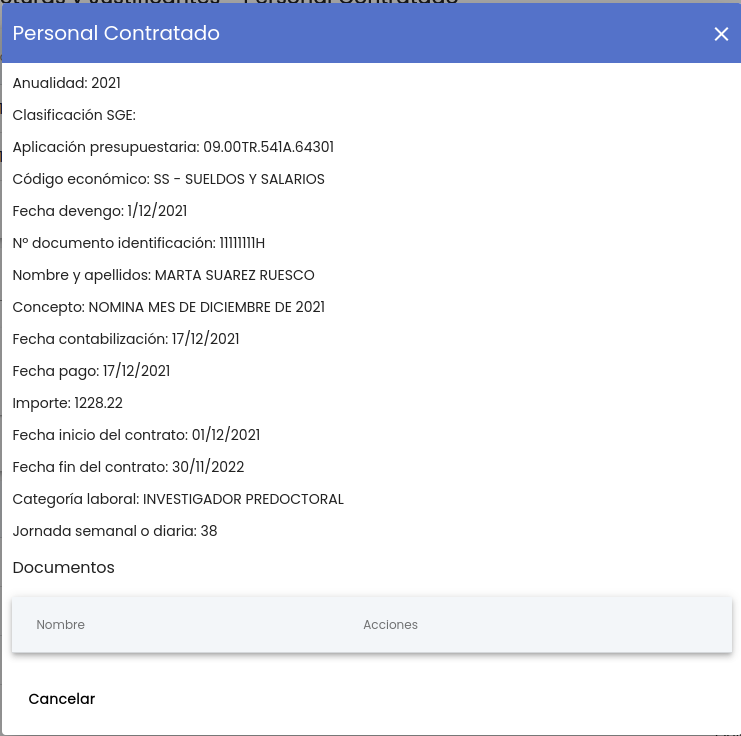 Personal Contratado
Anualidad: 2021
Clasificación SGE:
Aplicación presupuestaria: 09.00TR.541A.64301
Código económico: SS - SUELDOS Y SALARIOS
Fecha devengo: 1/12/2021
Nº documento identificación: 11111111H
Nombre y apellidos: MARTA SUAREZ RUESCO
Concepto: NOMINA MES DE DICIEMBRE DE 2021
Fecha contabilización: 17/12/2021
Fecha pago: 17/12/2021
Importe: 1228.22
Fecha inicio del contrato: 01/12/2021
Fecha fin del contrato: 30/11/2022
Categoría laboral: INVESTIGADOR PREDOCTORAL
Jornada semanal o diaria: 38
Documentos
Nombre Acciones
Cancelar